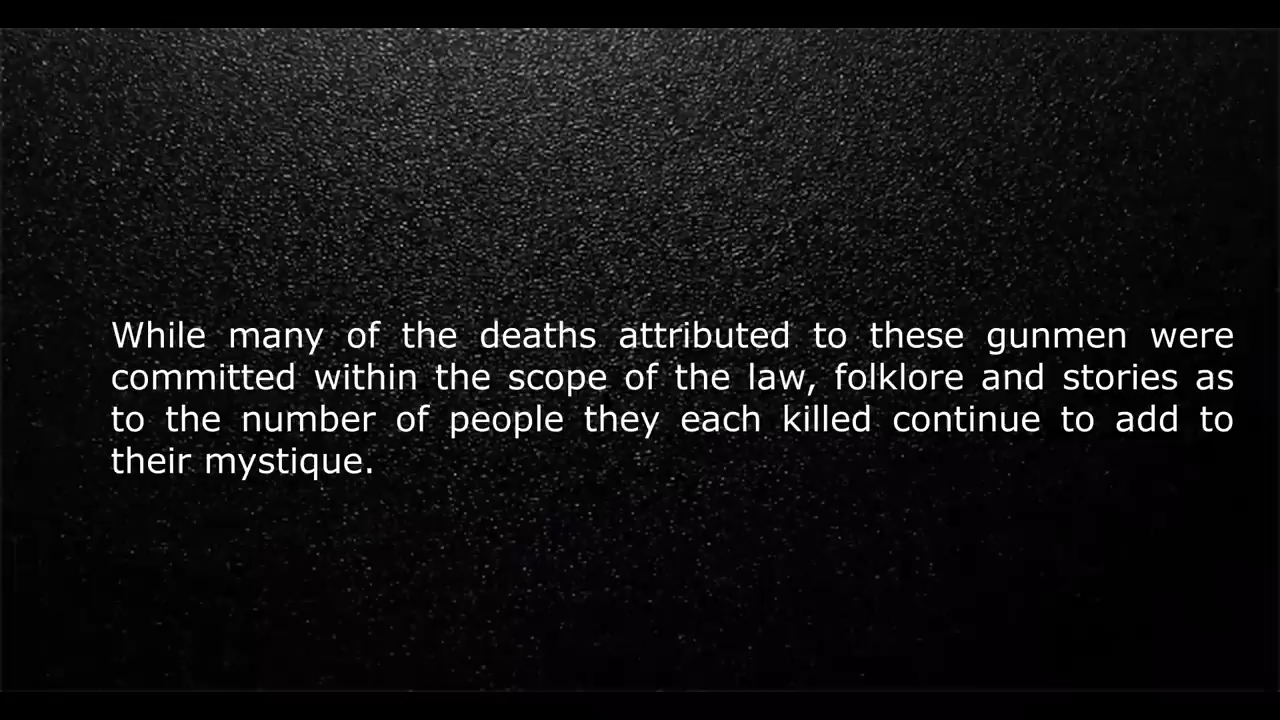 While many of the deaths attributed to these gunmen were
committed within the scope of the law, folklore and stories as
to the number of people they each killed continue to add to
their mystique.